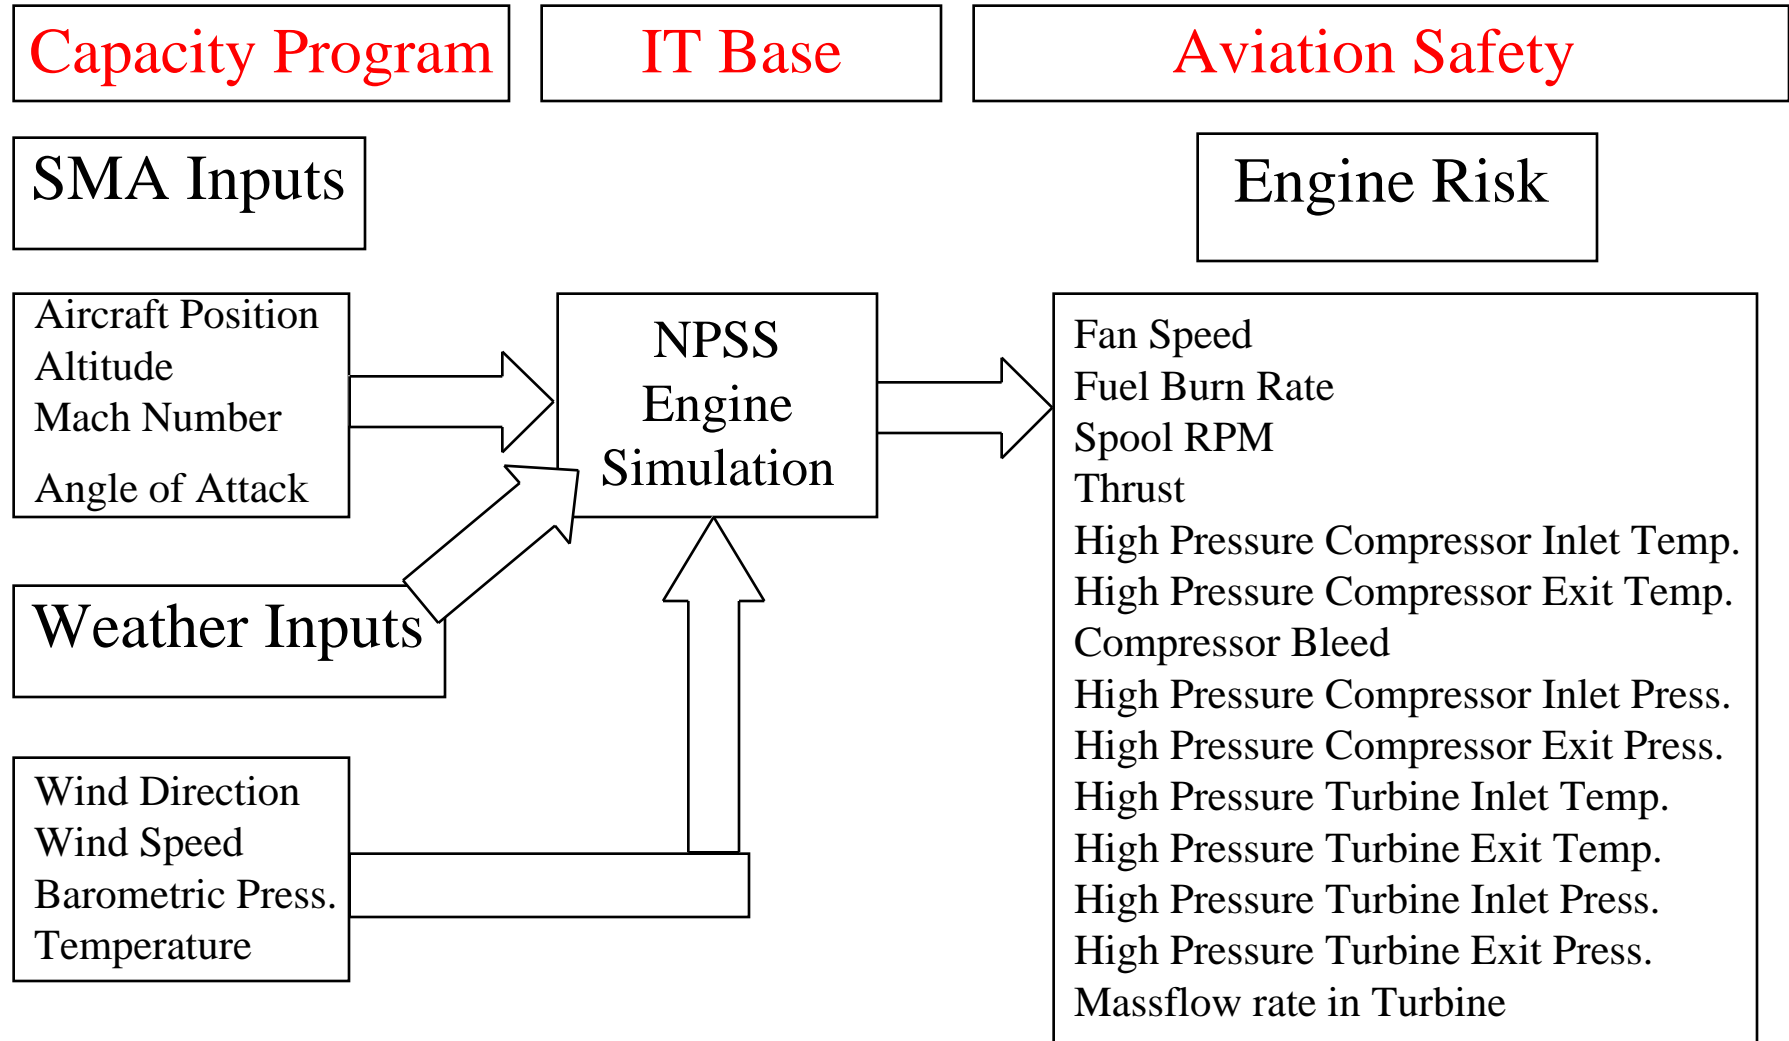 Capacity Program
IT Base
Aviation Safety
SMA Inputs
Engine Risk
Aircraft Position
Altitude
Mach Number
Angle of Attack
NPSS
Engine
Simulation
Weather Inputs
Wind Direction
Wind Speed
Barometric Press.
Temperature
Fan Speed
Fuel Burn Rate
Spool RPM
Thrust
High Pressure Compressor Inlet Temp.
High Pressure Compressor Exit Temp.
Compressor Bleed
High Pressure Compressor Inlet Press.
High Pressure Compressor Exit Press.
High Pressure Turbine Inlet Temp.
High Pressure Turbine Exit Temp.
High Pressure Turbine Inlet Press.
High Pressure Turbine Exit Press.
Massflow rate in Turbine